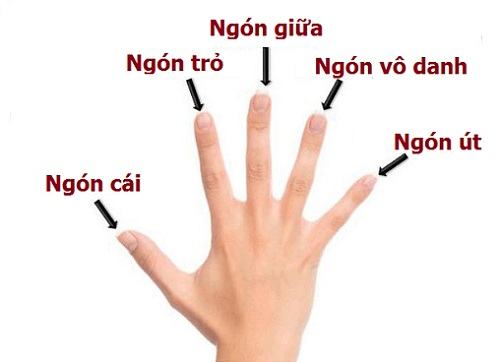 Ngón giữa
Ngón trỏ
Ngón vô danh
Ngón út
Ngón cái